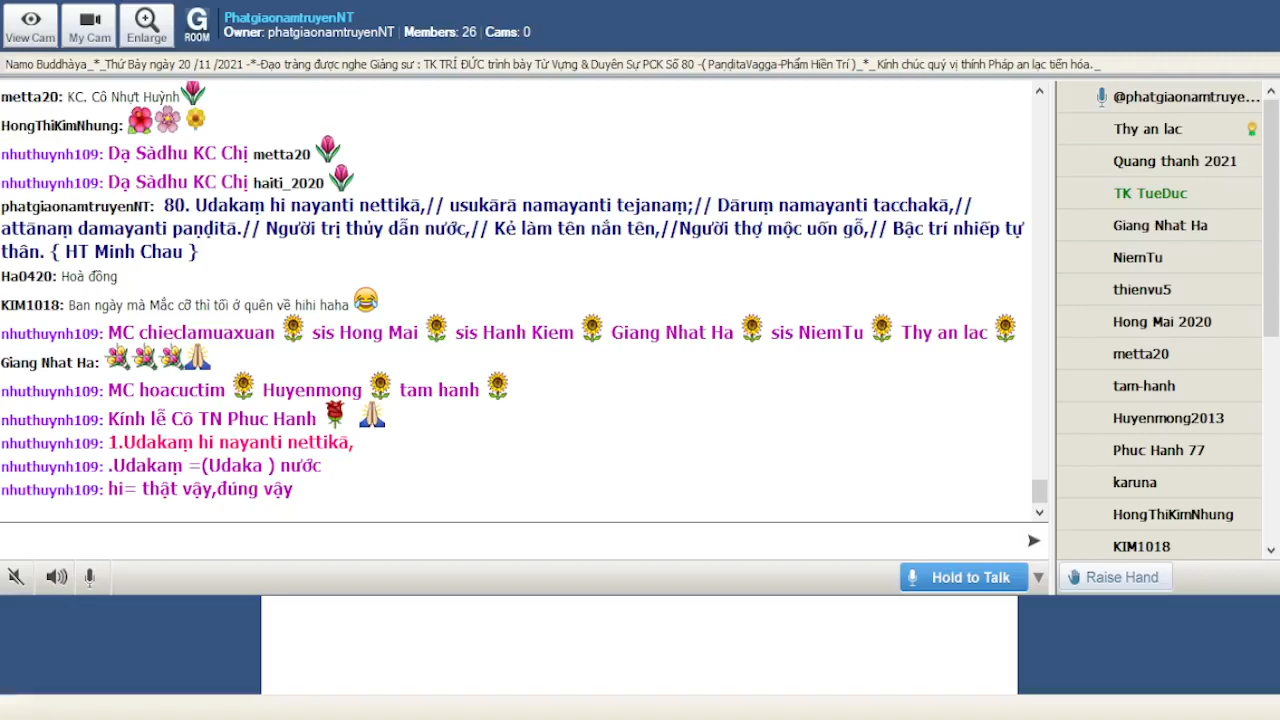 View Cam
My Cam
Enlarge
G
ROOM
PhatgiaonamtruyenNT
Owner: phatgiaonamtruyenNT | Members: 26 | Cams: 0
Namo Buddhàya_*_Thứ Bảy ngày 20 /11 /2021 -*-Đạo tràng được nghe Giảng sư : TK TRÍ ĐỨC trình bày Từ Vựng & Duyên Sự PCK Số 80 -( PaṇḍitaVagga-Phẩm Hiền Trí )_*_ Kính chúc quý vị thính Pháp an lạc tiến hóa._
metta20: KC. Cô Nhựt Huỳnh
HongThiKimNhung:
nhuthuynh109: Dạ Sàdhu KC Chị metta20
nhuthuynh109: Dạ Sàdhu KC Chị haiti_2020
phatgiaonamtruyenNT: 80. Udakaṃ hi nayanti nettikā,// usukārā namayanti tejanaṃ;// Dāruṃ namayanti tacchakā,//
attānaṃ damayanti paṇḍitā.// Người trị thủy dẫn nước,// Kẻ làm tên nắn tên,//Người thợ mộc uốn gỗ,// Bậc trí nhiếp tự
thân. { HT Minh Chau }
Ha0420: Hoà đồng
KIM1018: Ban ngày mà Mắc cỡ thì tối ở quên về hihi haha
nhuthuynh109: MC chieclamuaxuan sis Hong Mai sis Hanh Kiem Giang Nhat Ha sis NiemTu Thy an lac
Giang Nhat Ha:
nhuthuynh109: MC hoacuctim Huyenmong tam hanh
nhuthuynh109: Kính lễ Cô TN Phuc Hanh
nhuthuynh109: 1.Udakaṃ hi nayanti nettikā,
nhuthuynh109: .Udakaṃ =(Udaka ) nước
nhuthuynh109: hi= thật vậy,đúng vậy
@phatgiaonamtruye...
Thy an lac
Quang thanh 2021
TK TueDuc
Giang Nhat Ha
NiemTu
thienvu5
Hong Mai 2020
metta20
tam-hanh
Huyenmong2013
Phuc Hanh 77
karuna
HongThiKimNhung
KIM1018
Hold to Talk
Raise Hand